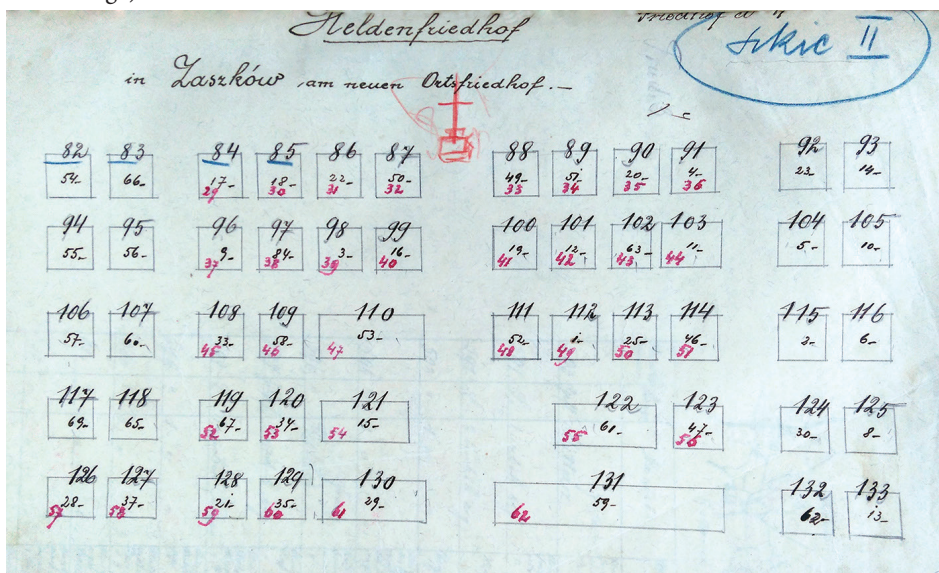 Heldenfriedhof
Szkic II
in Zaszków am neuen Ortsfriedhof.-
82 83 84 85 86 87 88 89 90 91 92 93
54- 66- 17- 18- 22- 50- 49- 51- 20- 4- 23- 14-
29 30 31 32 33 34 35 36
94 95 96 97 98 99 100 101 102 103 104 105
55- 56- 9- 84- 3- 16- 19- 12- 63- 11- 5- 10-
37 38 39 40 41 42 43 44
106 107 108 109 110 111 112 113 114 115 116
57- 60- 33- 58- 53- 52- 1- 25- 46- 2- 6-
45 46 47 48 49 50 51
117 118 119 120 121 122 123 124 125
69- 65- 67- 34- 15- 61- 47- 30- 8-
52 53 54 55 56
126 127 128 129 130 131 132 133
28- 37- 21- 35- 29- 59- 62- 13-
57 58 59 60 61 62